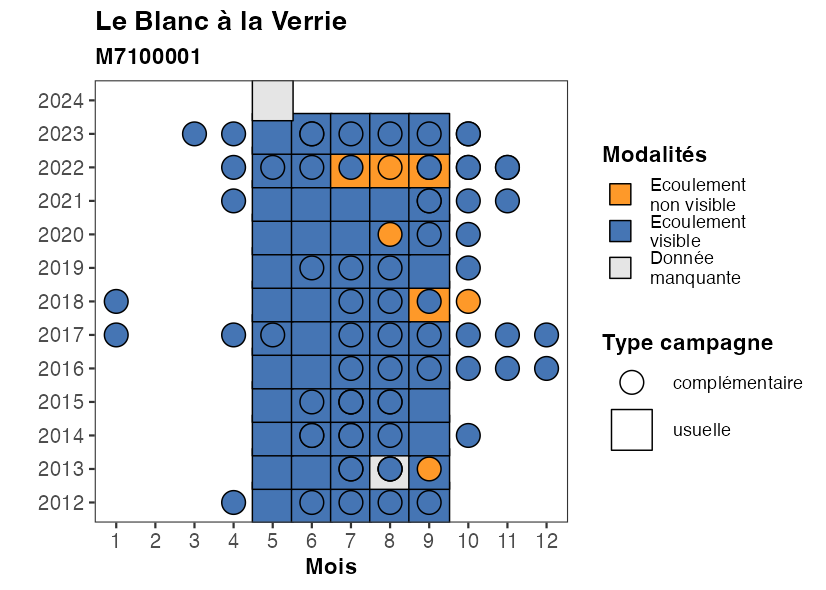 Le Blanc à la Verrie
M7100001
2024
2023
2022
2021
2020
2019
2018
2017
2016
2015
2014
2013
2012
1 2 3 4 5 6 7 8 9 10 11 12
Mois
Modalités
Ecoulement
non visible
Ecoulement
visible
Donnée
manquante
Type campagne
complémentaire
usuelle